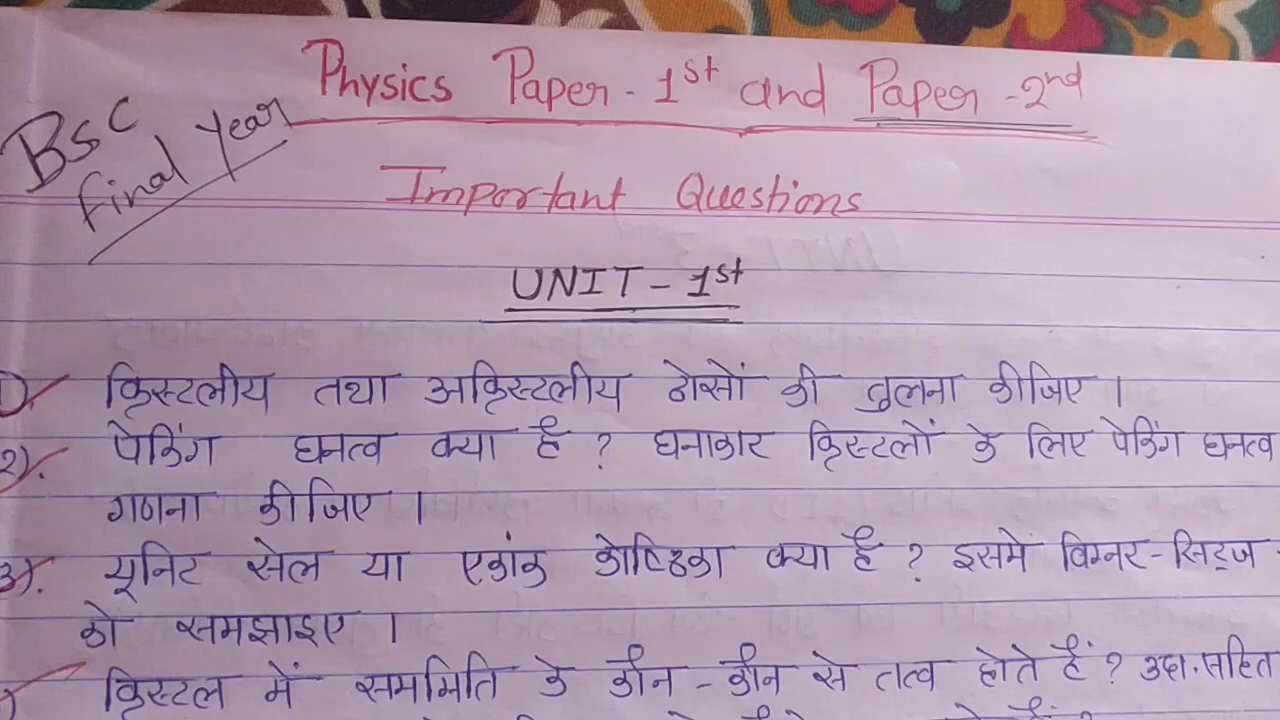 Physics Paper - 1st and Paper - 2nd
BSc
Final Year
Important Questions
UNIT - 1st
1). क्रिस्टलीय तथा अक्रिस्टलीय ठोसों की तुलना कीजिए ।
2). पेकिंग घनत्व क्या है ? घनाकार क्रिस्टलों के लिए पेकिंग घनत्व
गणना कीजिए ।
3). यूनिट सेल या एकांक कोष्ठिका क्या है ? इसमें विग्नर-सिट्ज
को समझाइए ।
क्रिस्टल में सममिति के कौन-कौन से तत्व होते हैं ? उदा. सहित